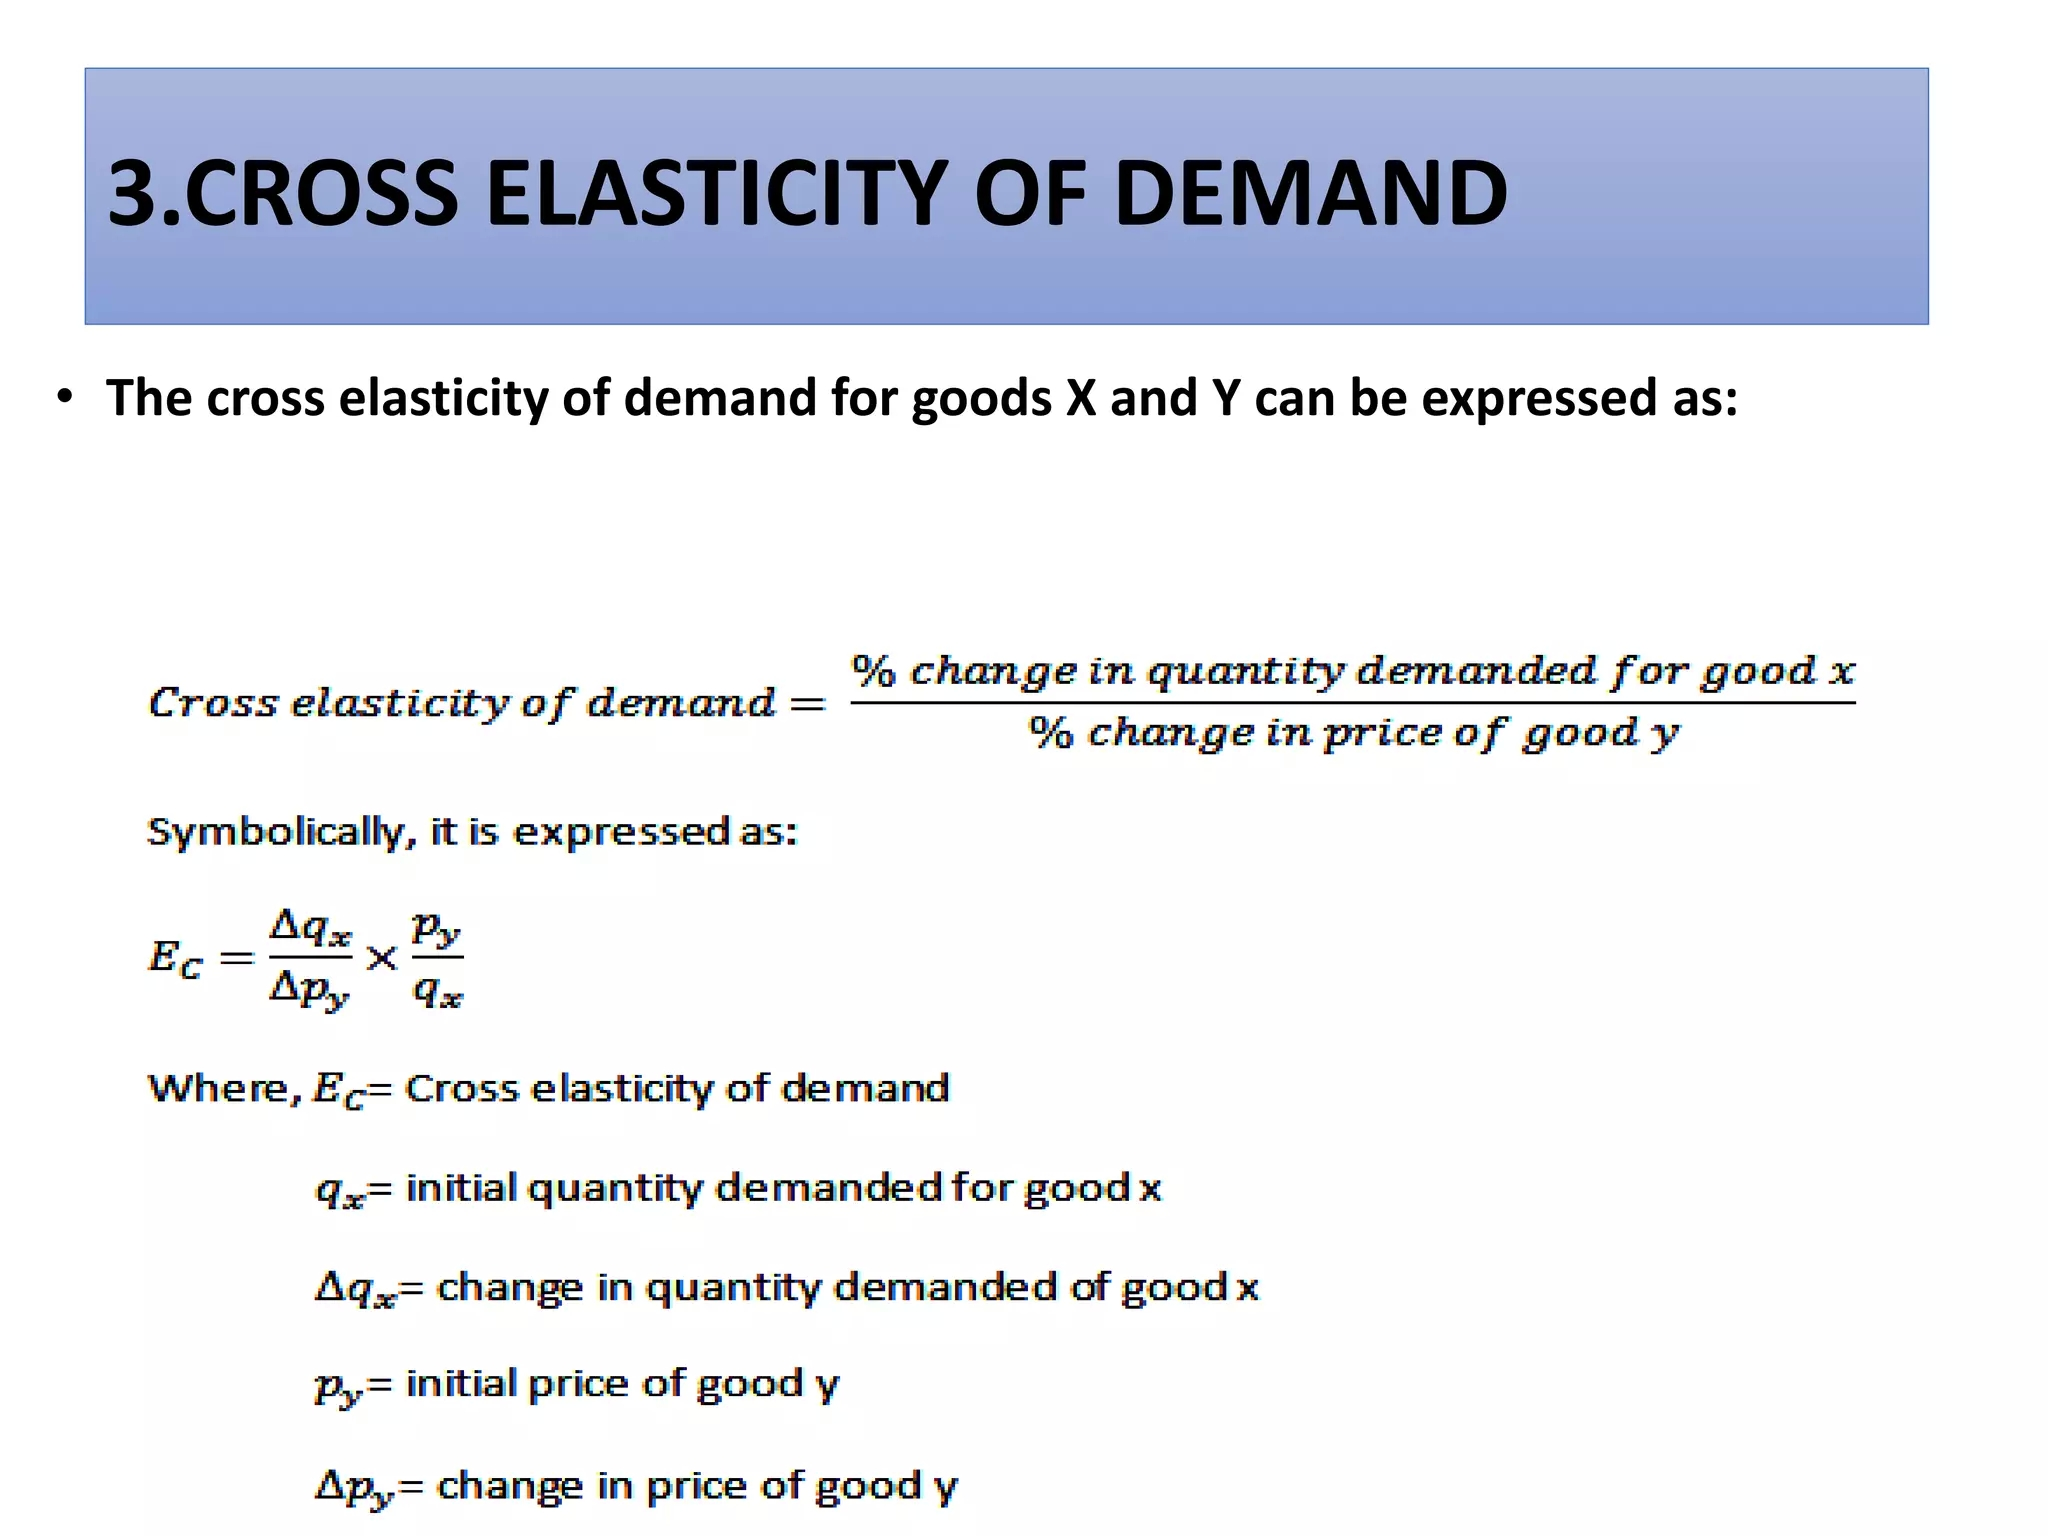 3.CROSS ELASTICITY OF DEMAND
• The cross elasticity of demand for goods X and Y can be expressed as:
Cross elasticity of demand = % change in quantity demanded for good x / % change in price of good y
Symbolically, it is expressed as:
E_C = Δq_x / Δp_y × p_y / q_x
Where, E_C= Cross elasticity of demand
q_x= initial quantity demanded for good x
Δq_x= change in quantity demanded of good x
p_y= initial price of good y
Δp_y= change in price of good y